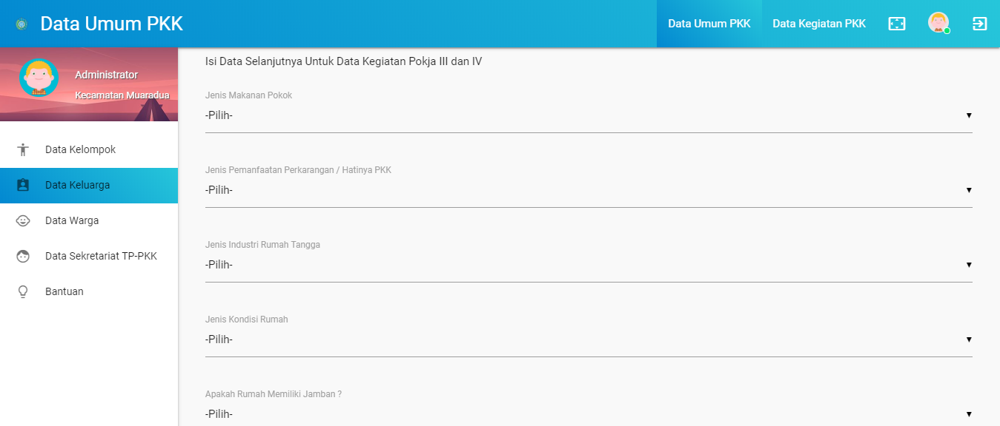 Data Umum PKK
Data Umum PKK
Data Kegiatan PKK
Administrator
Kecamatan Muaradua
Data Kelompok
Data Keluarga
Data Warga
Data Sekretariat TP-PKK
Bantuan
Isi Data Selanjutnya Untuk Data Kegiatan Pokja III dan IV
Jenis Makanan Pokok
-Pilih-
Jenis Pemanfaatan Perkarangan / Hatinya PKK
-Pilih-
Jenis Industri Rumah Tangga
-Pilih-
Jenis Kondisi Rumah
-Pilih-
Apakah Rumah Memiliki Jamban ?
-Pilih-